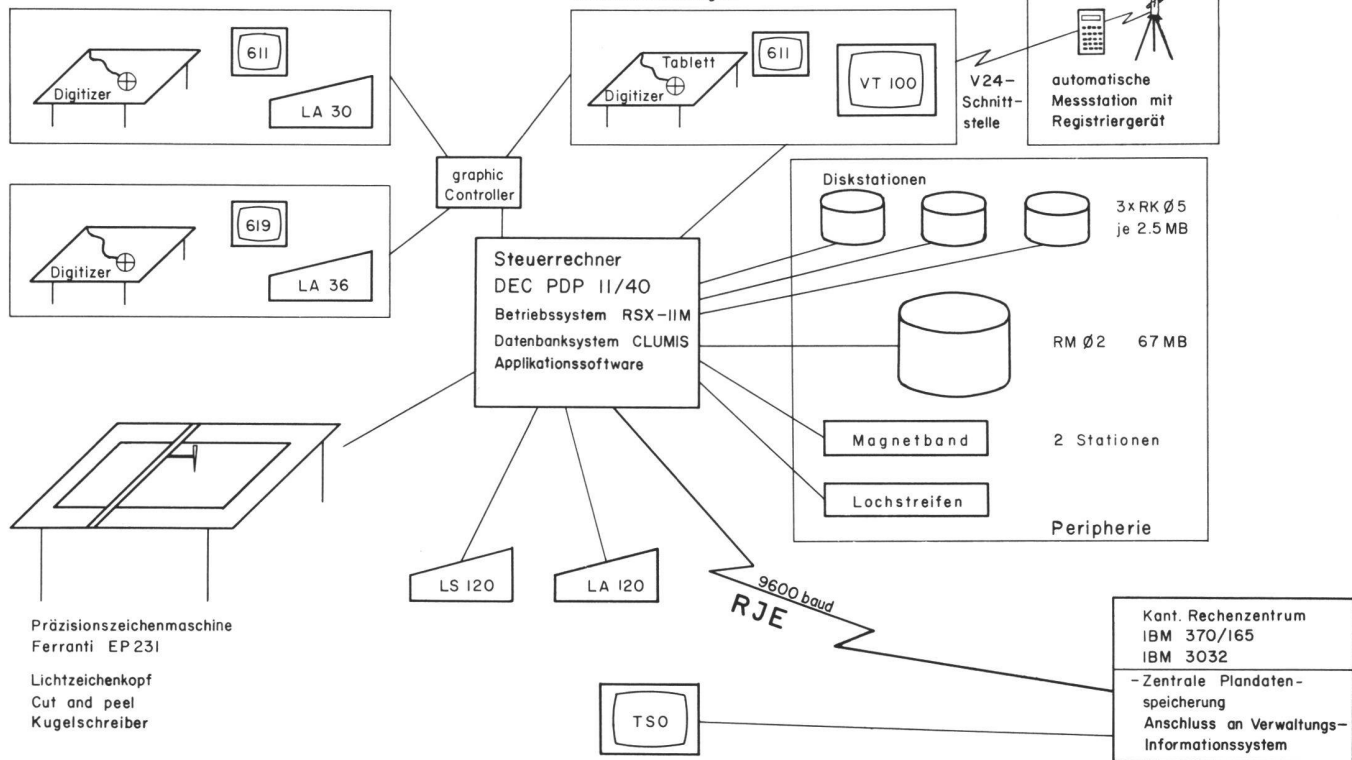 611
Digitizer
LA 30
Tablett
Digitizer
611
VT 100
V24-
Schnitt-
stelle
automatische
Messstation mit
Registriergerät
graphic
Controller
619
Digitizer
LA 36
Steuerrechner
DEC PDP 11/40
Betriebssystem RSX-11M
Datenbanksystem CLUMIS
Applikationssoftware
Diskstationen
3xRK Ø5
je 2.5 MB
RM Ø2 67 MB
Magnetband
2 Stationen
Lochstreifen
Peripherie
Präzisionszeichenmaschine
Ferranti EP 231
Lichtzeichenkopf
Cut and peel
Kugelschreiber
LS 120
LA 120
9600 baud
RJE
TSO
Kant. Rechenzentrum
IBM 370/165
IBM 3032
- Zentrale Plandaten-
speicherung
Anschluss an Verwaltungs-
Informationssystem